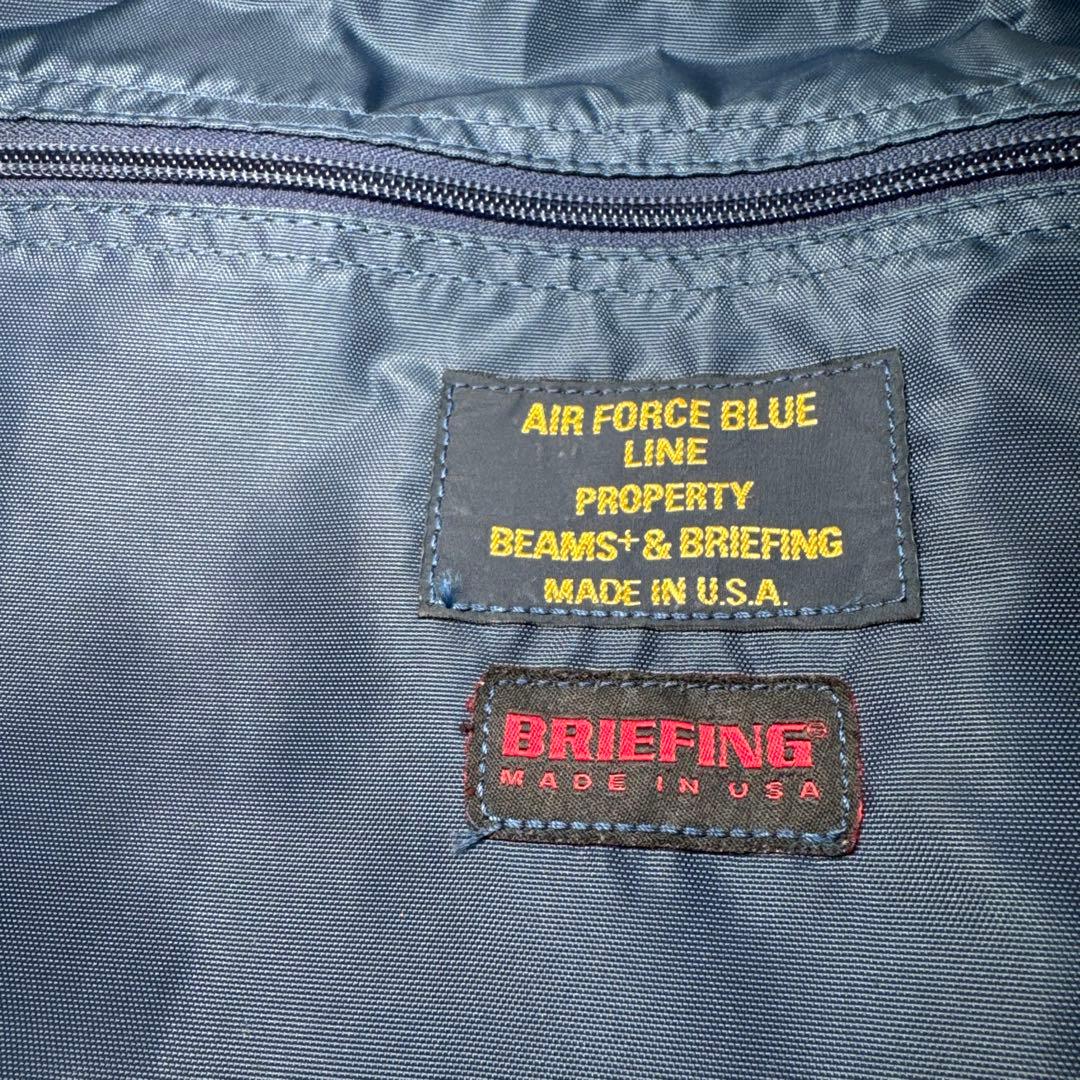 AIR FORCE BLUE
LINE
PROPERTY
BEAMS+ & BRIEFING
MADE IN U.S.A.
BRIEFING®
MADE IN USA